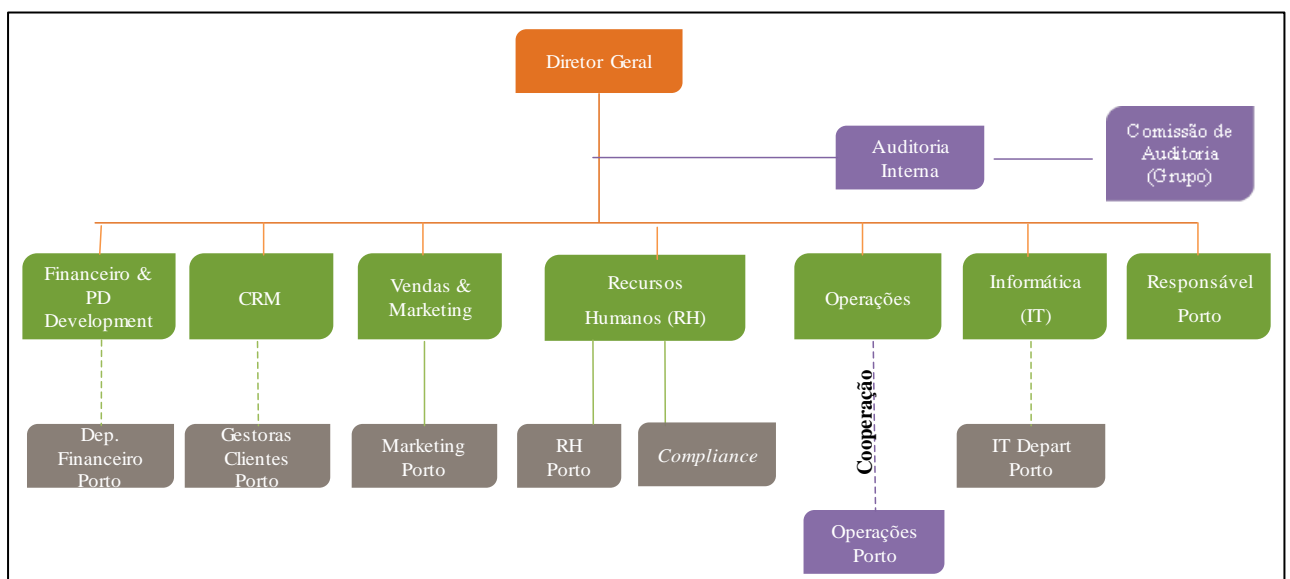 Diretor Geral
Auditoria
Interna
Comissão de
Auditoria
(Grupo)
Financeiro &
PD
Development
CRM
Vendas &
Marketing
Recursos
Humanos (RH)
Operações
Informática
(IT)
Responsável
Porto
Cooperação
Dep.
Financeiro
Porto
Gestoras
Clientes
Porto
Marketing
Porto
RH
Porto
Compliance
IT Depart
Porto
Operações
Porto